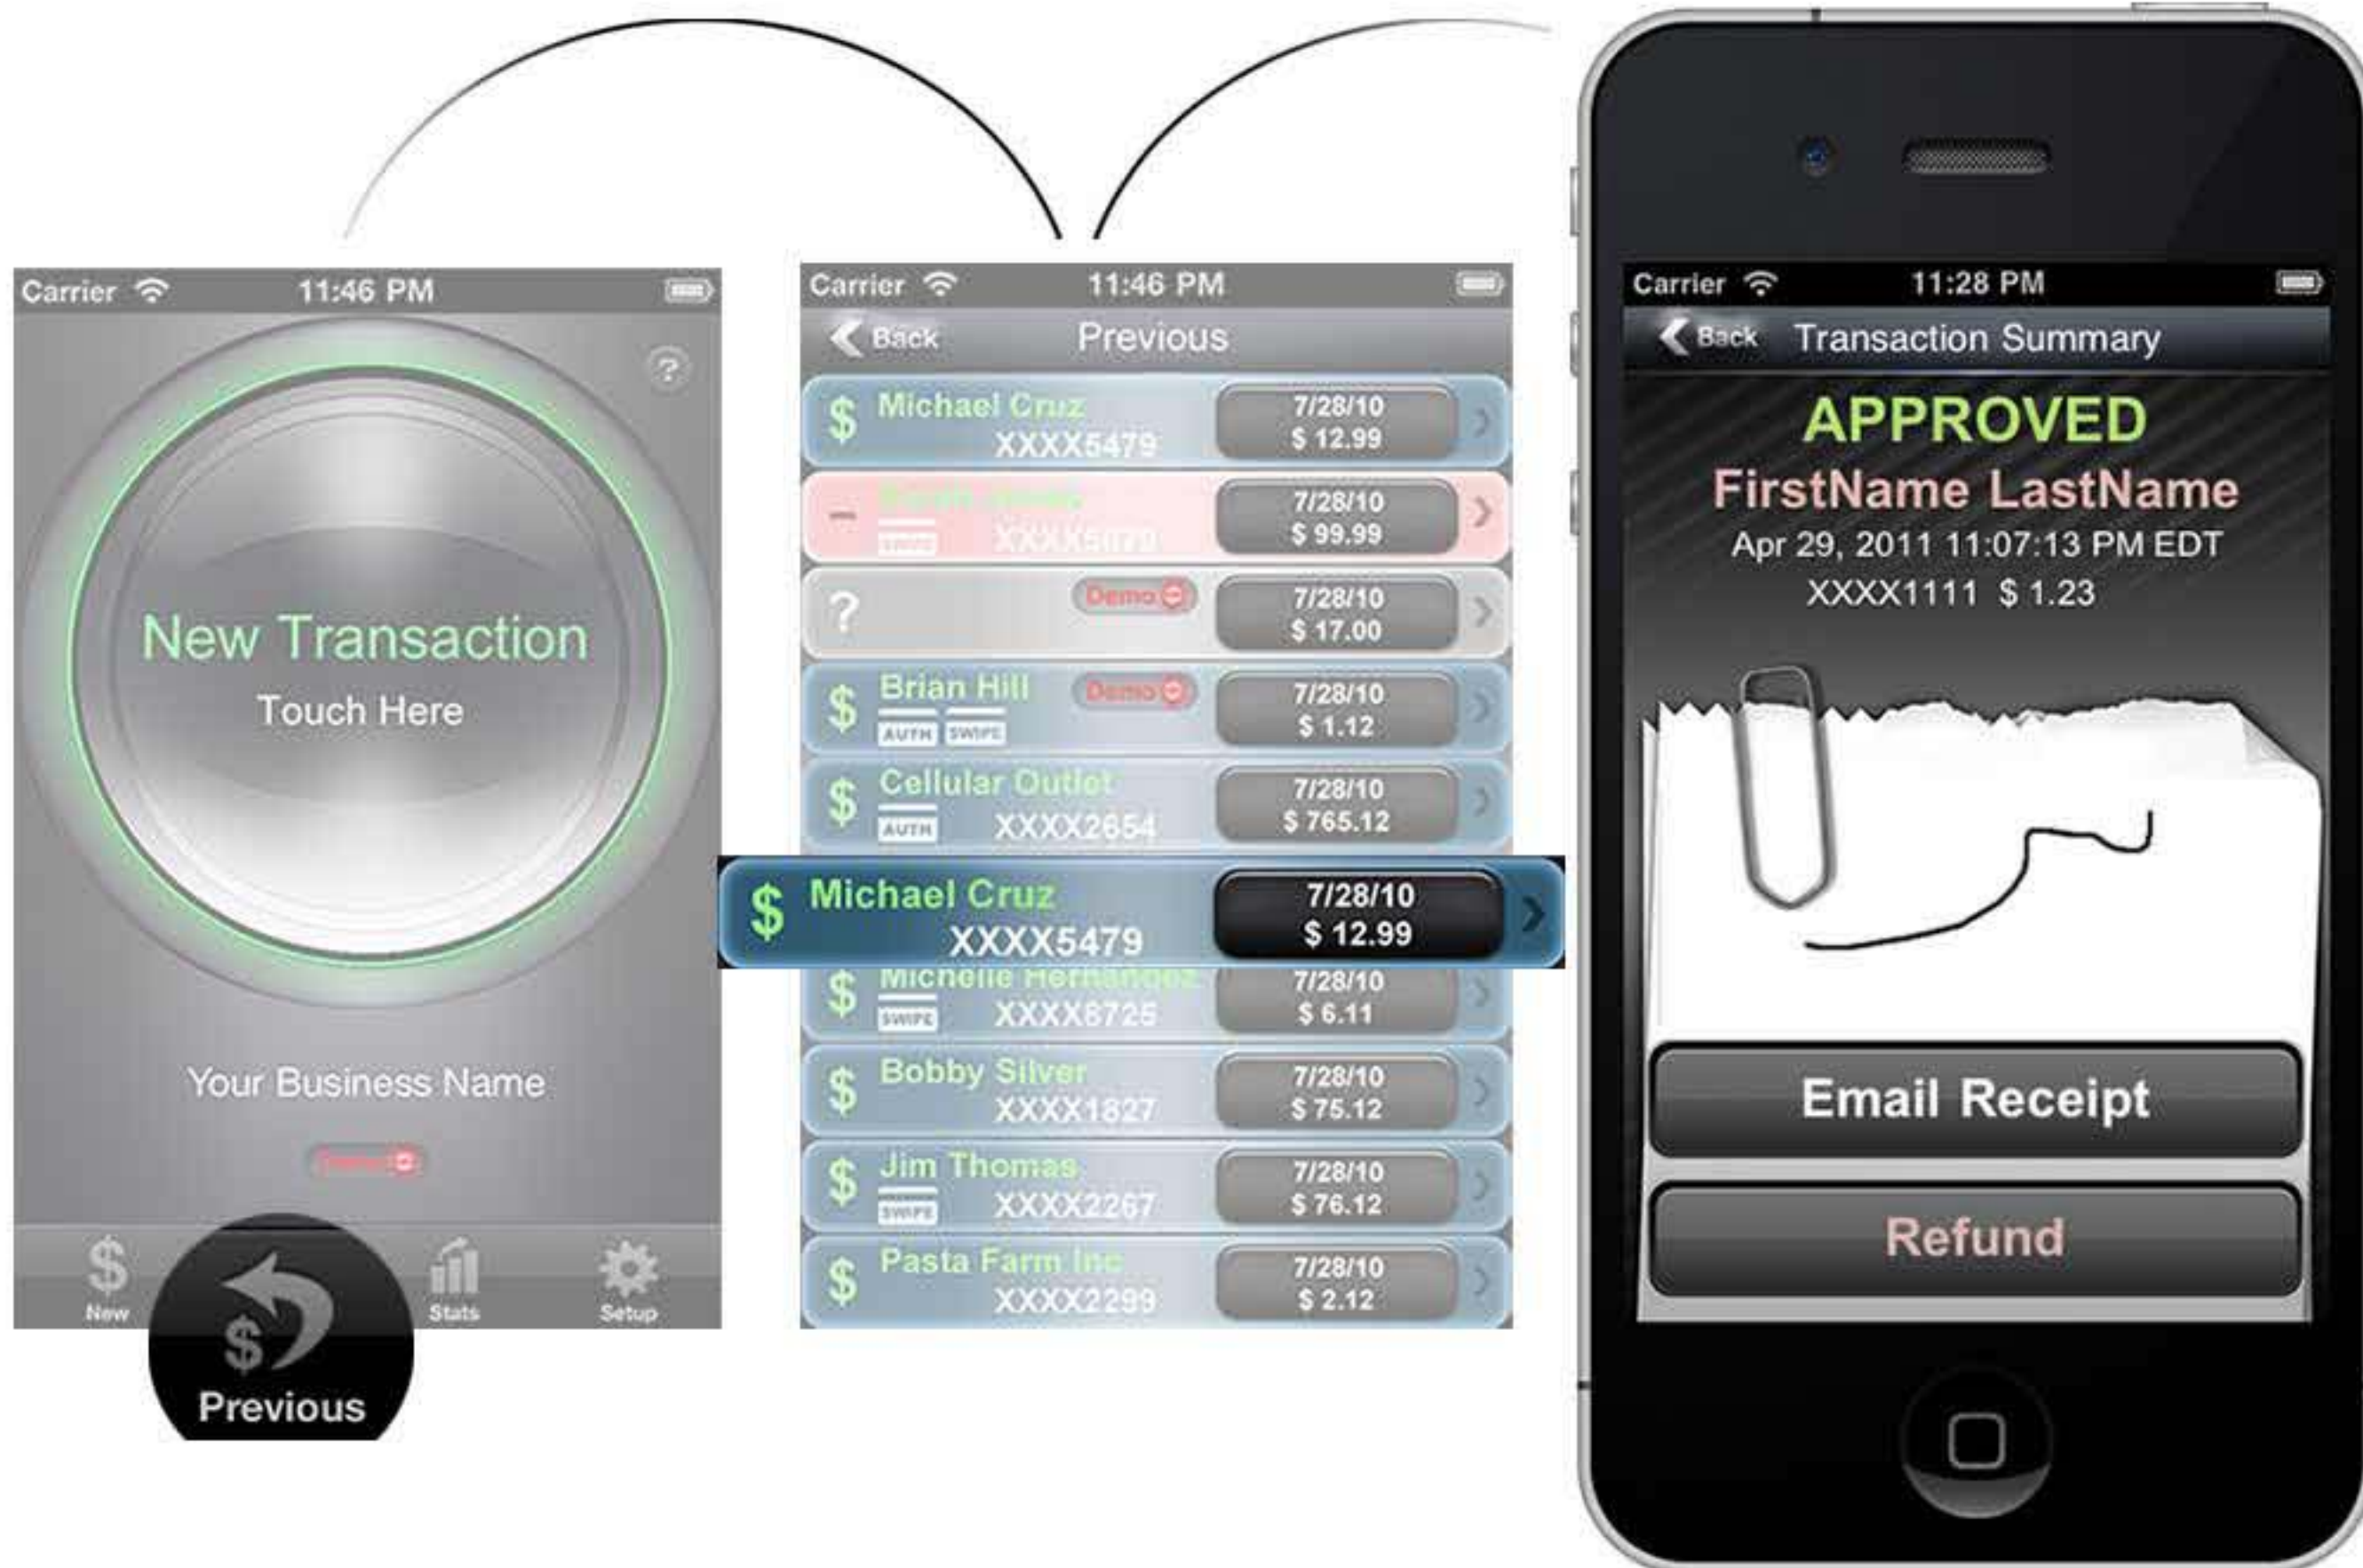 Carrier 11:46 PM
?
New Transaction
Touch Here
Your Business Name
Demo
$
New
Stats
Setup
$
Previous
Carrier 11:46 PM
Back Previous
$ Michael Cruz 7/28/10
XXXX5479 $ 12.99
7/28/10
SWIPE $ 99.99
? Demo 7/28/10
$ 17.00
$ Brian Hill Demo 7/28/10
AUTH SWIPE $ 1.12
$ Cellular Outlet 7/28/10
AUTH XXXX2654 $ 765.12
$ Michael Cruz 7/28/10
XXXX5479 $ 12.99
$ Michelle Hernandez 7/28/10
SWIPE XXXX8725 $ 6.11
$ Bobby Silver 7/28/10
XXXX1827 $ 75.12
$ Jim Thomas 7/28/10
SWIPE XXXX2267 $ 76.12
$ Pasta Farm Inc 7/28/10
XXXX2299 $ 2.12
Carrier 11:28 PM
Back Transaction Summary
APPROVED
FirstName LastName
Apr 29, 2011 11:07:13 PM EDT
XXXX1111 $ 1.23
Email Receipt
Refund